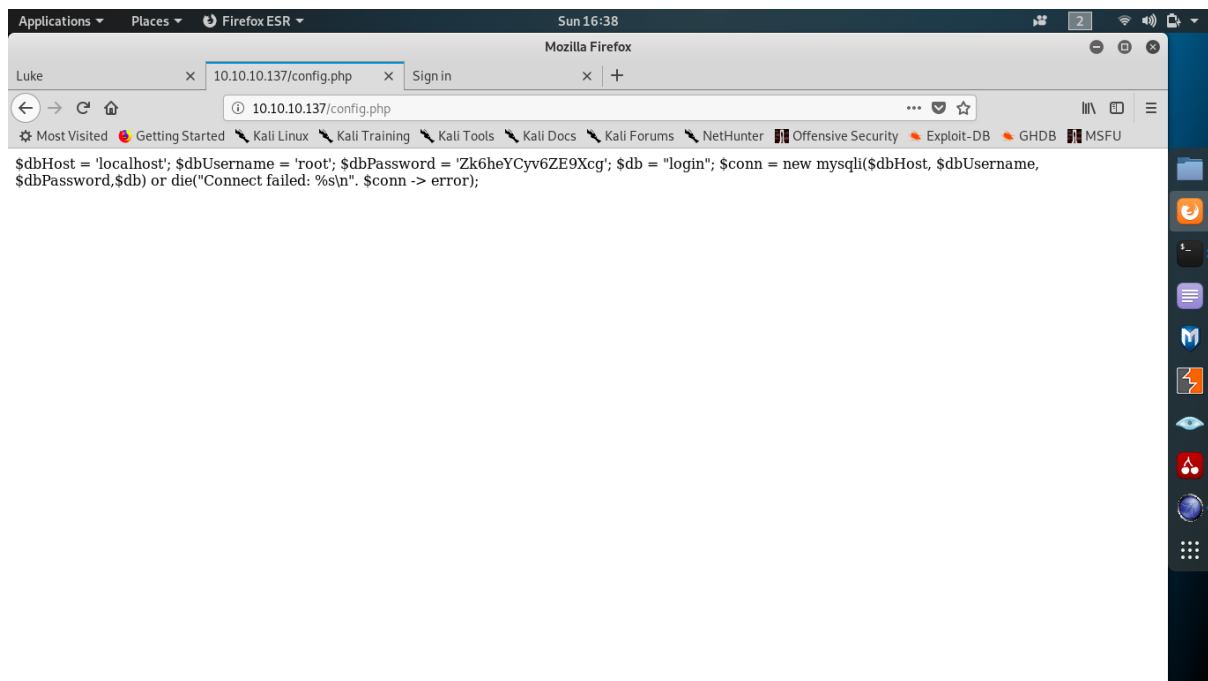 Applications Places Firefox ESR Sun 16:38 2
Mozilla Firefox
Luke 10.10.10.137/config.php Sign in
10.10.10.137/config.php
Most Visited Getting Started Kali Linux Kali Training Kali Tools Kali Docs Kali Forums NetHunter Offensive Security Exploit-DB GHDB MSFU
$dbHost = 'localhost'; $dbUsername = 'root'; $dbPassword = 'Zk6heYCyv6ZE9Xcg'; $db = "login"; $conn = new mysqli($dbHost, $dbUsername,
$dbPassword,$db) or die("Connect failed: %s\n". $conn -> error);